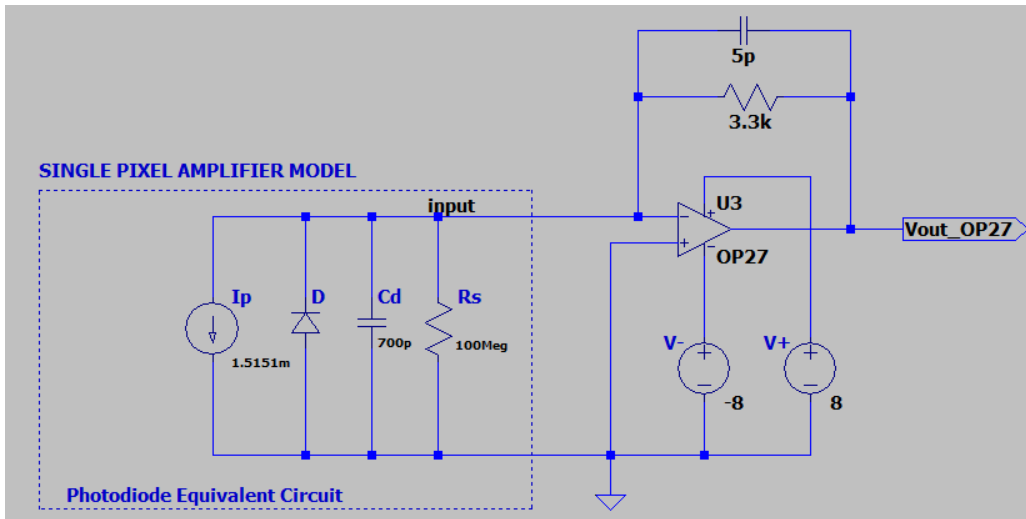 5p
3.3k
SINGLE PIXEL AMPLIFIER MODEL
input
U3
OP27
Vout_OP27
Ip
D
Cd
Rs
1.5151m
700p
100Meg
V-
V+
-8
8
Photodiode Equivalent Circuit